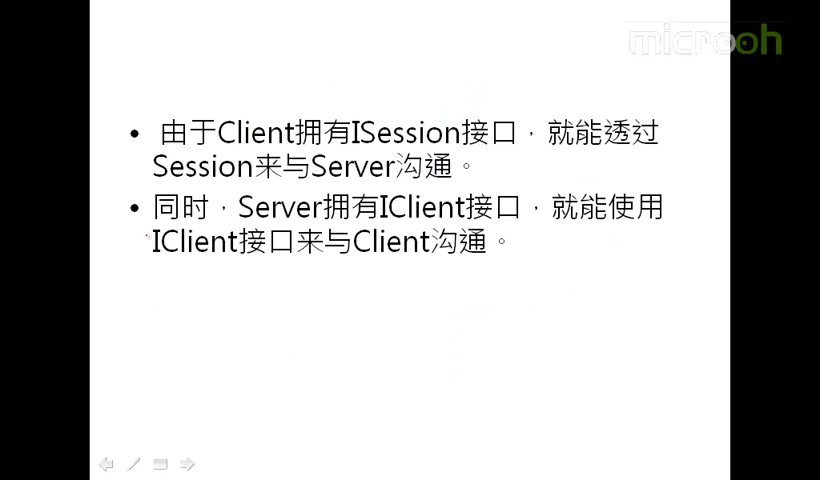 microoh
• 由于Client拥有ISession接口，就能透过
Session来与Server沟通。
• 同时，Server拥有IClient接口，就能使用
IClient接口来与Client沟通。